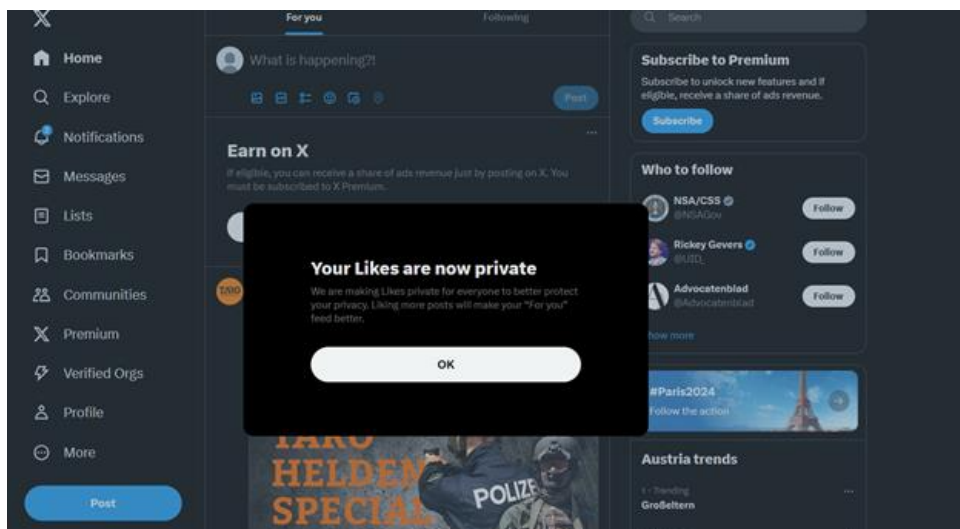 For you
Following
Search
Home
Explore
Notifications
Messages
Lists
Bookmarks
Communities
Premium
Verified Orgs
Profile
More
Post
What is happening?!
Post
Earn on X
If eligible, you can receive a share of ads revenue just by posting on X. You
must be subscribed to X Premium.
Your Likes are now private
We are making Likes private for everyone to better protect
your privacy. Liking more posts will make your "For you"
feed better.
OK
TARO
HELDEN
SPECIAL
POLIZE
Subscribe to Premium
Subscribe to unlock new features and if
eligible, receive a share of ads revenue.
Subscribe
Who to follow
NSA/CSS
@NSAGov
Follow
Rickey Gevers
@UID_
Follow
Advocatenblad
@Advocatenblad
Follow
Show more
#Paris2024
Follow the action
Austria trends
1 · Trending
Großeltern